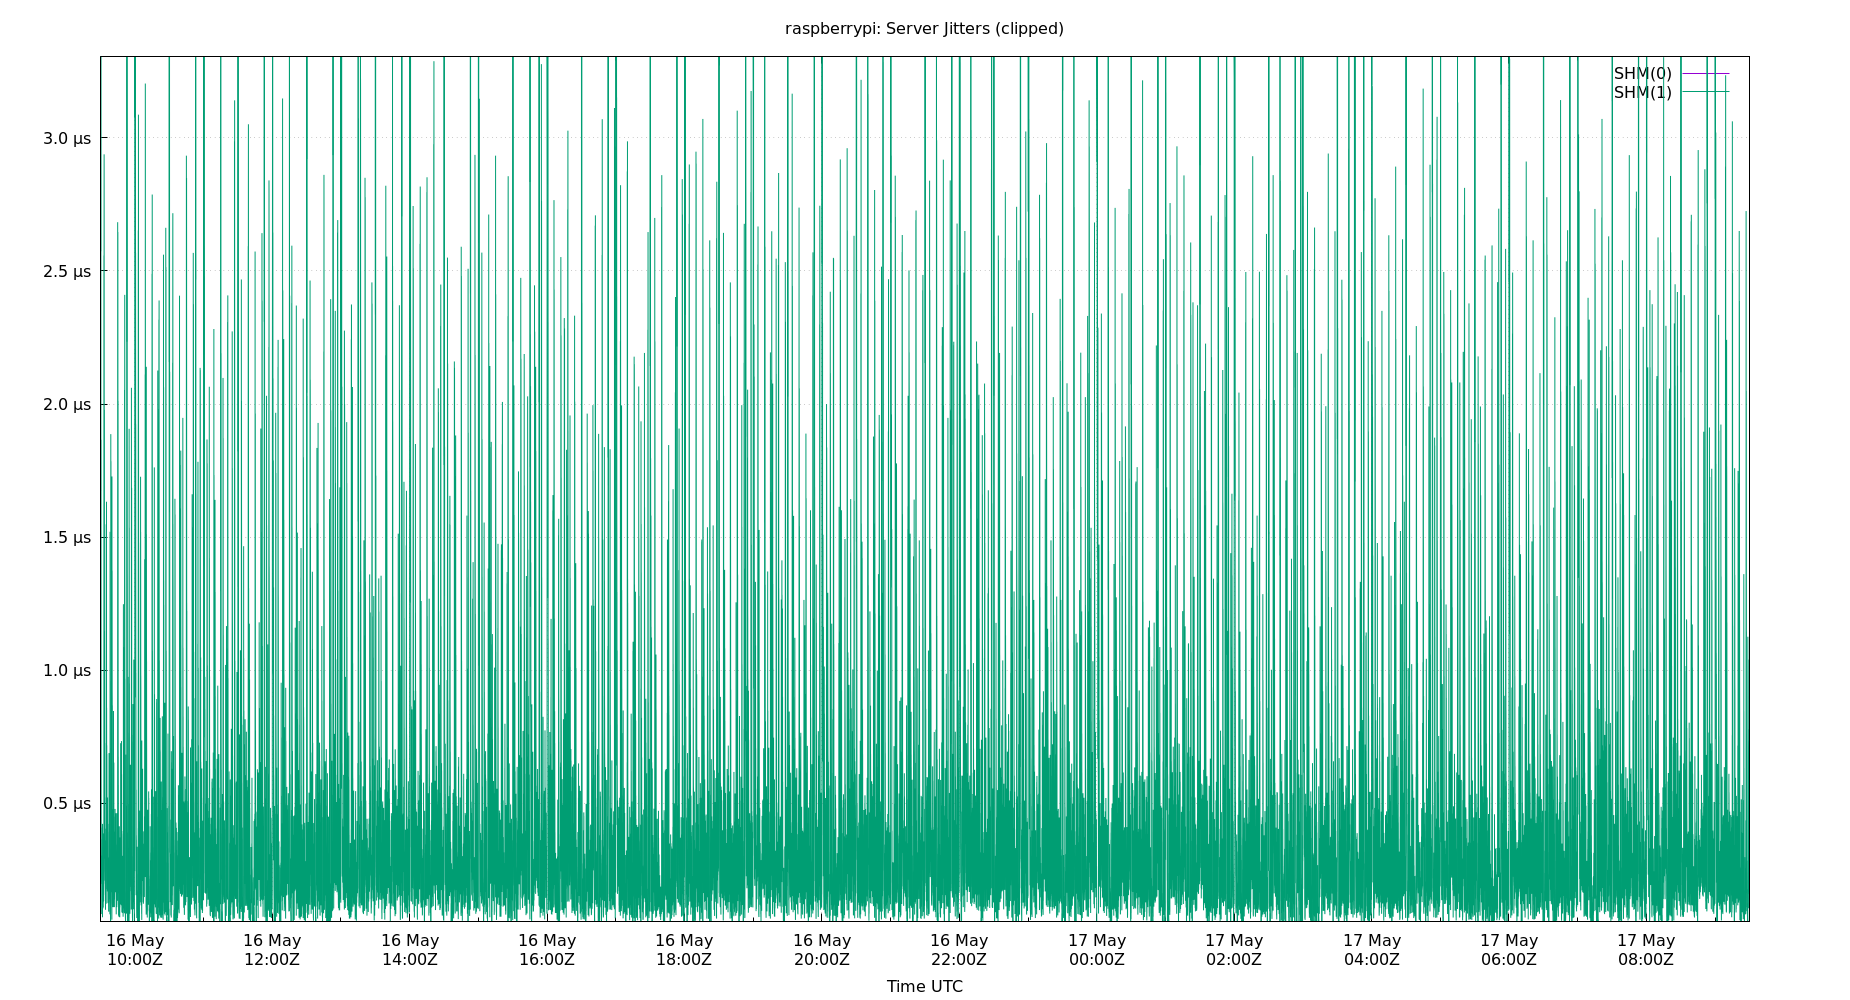 raspberrypi: Server Jitters (clipped)
SHM(0)
SHM(1)
3.0 µs
2.5 µs
2.0 µs
1.5 µs
1.0 µs
0.5 µs
16 May 16 May 16 May 16 May 16 May 16 May 16 May 17 May 17 May 17 May 17 May 17 May
10:00Z 12:00Z 14:00Z 16:00Z 18:00Z 20:00Z 22:00Z 00:00Z 02:00Z 04:00Z 06:00Z 08:00Z
Time UTC